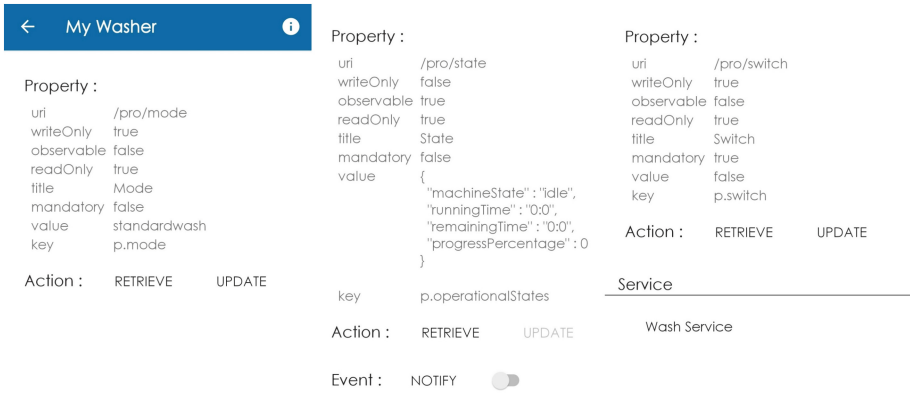 My Washer
Property :
uri /pro/mode
writeOnly true
observable false
readOnly true
title Mode
mandatory false
value standardwash
key p.mode
Action : RETRIEVE UPDATE
Property :
uri /pro/state
writeOnly false
observable true
readOnly true
title State
mandatory false
value {
"machineState" : "idle",
"runningTime" : "0:0",
"remainingTime" : "0:0",
"progressPercentage" : 0
}
key p.operationalStates
Action : RETRIEVE UPDATE
Event : NOTIFY
Property :
uri /pro/switch
writeOnly true
observable false
readOnly true
title Switch
mandatory true
value false
key p.switch
Action : RETRIEVE UPDATE
Service
Wash Service